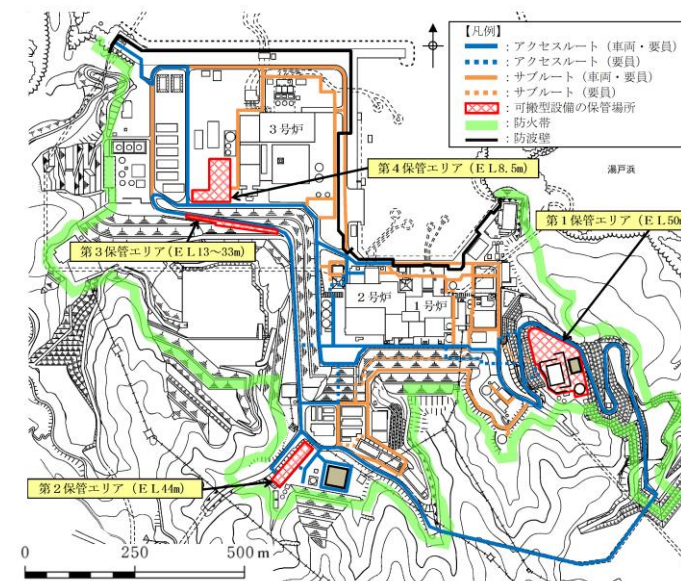 【凡例】
：アクセスルート（車両・要員）
：アクセスルート（要員）
：サブルート（車両・要員）
：サブルート（要員）
：可搬型設備の保管場所
：防火帯
：防波壁
3号炉
第4保管エリア（EL8.5m）
湯戸浜
第1保管エリア（EL50m
第3保管エリア（EL13～33m）
2号炉
1号炉
第2保管エリア（EL44m）
0 250 500 m